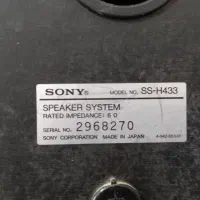 SONY® MODEL NO. SS-H433
SPEAKER SYSTEM
RATED IMPEDANCE: 6 Ω
SERIAL NO. 2968270
SONY CORPORATION MADE IN JAPAN